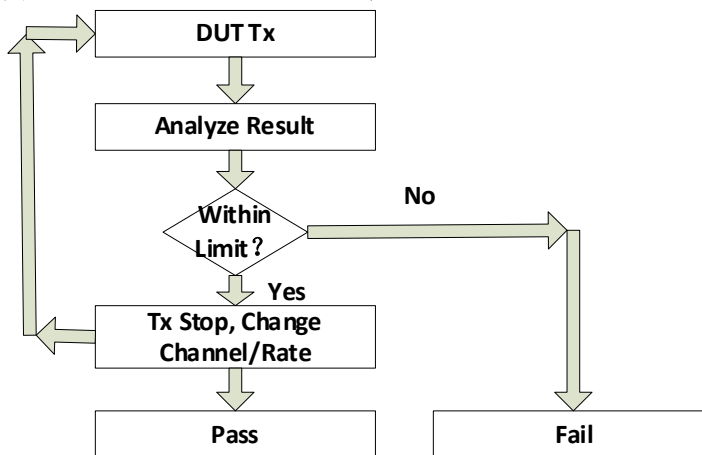 DUT Tx
Analyze Result
No
Within
Limit？
Yes
Tx Stop, Change
Channel/Rate
Pass
Fail